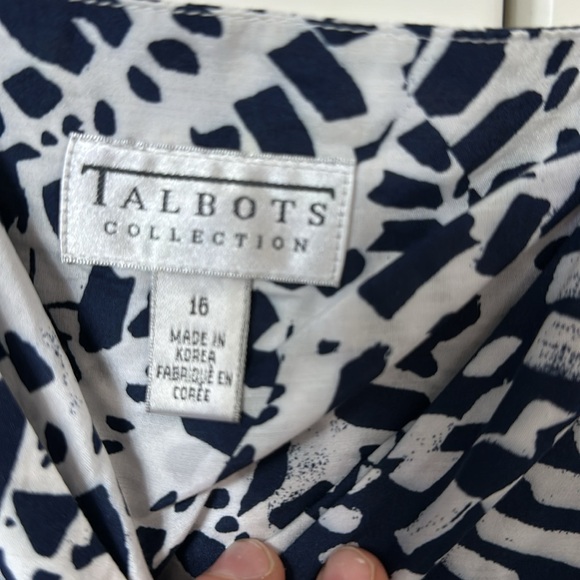 TALBOTS
COLLECTION
16
MADE IN
KOREA
FABRIQUÉ EN
CORÉE